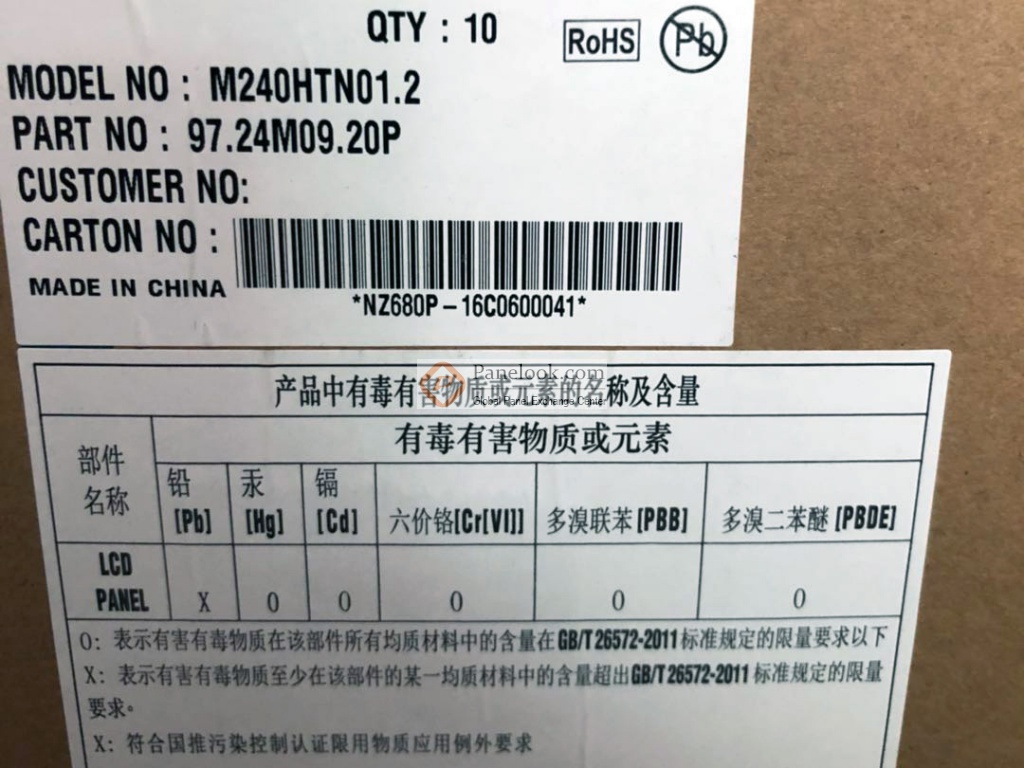 QTY : 10
RoHS
Pb
MODEL NO : M240HTN01.2
PART NO : 97.24M09.20P
CUSTOMER NO:
CARTON NO :
MADE IN CHINA
*NZ680P-16C0600041*
Panelook.com
Global Panel Exchange Center
产品中有毒有害物质或元素的名称及含量
部件名称
有毒有害物质或元素
铅[Pb] 汞[Hg] 镉[Cd] 六价铬[Cr[VI]] 多溴联苯[PBB] 多溴二苯醚[PBDE]
LCD PANEL X O O O O O
O: 表示有害有毒物质在该部件所有均质材料中的含量在GB/T26572-2011标准规定的限量要求以下
X: 表示有害有毒物质至少在该部件的某一均质材料中的含量超出GB/T26572-2011标准规定的限量
要求。
X: 符合国推污染控制认证限用物质应用例外要求